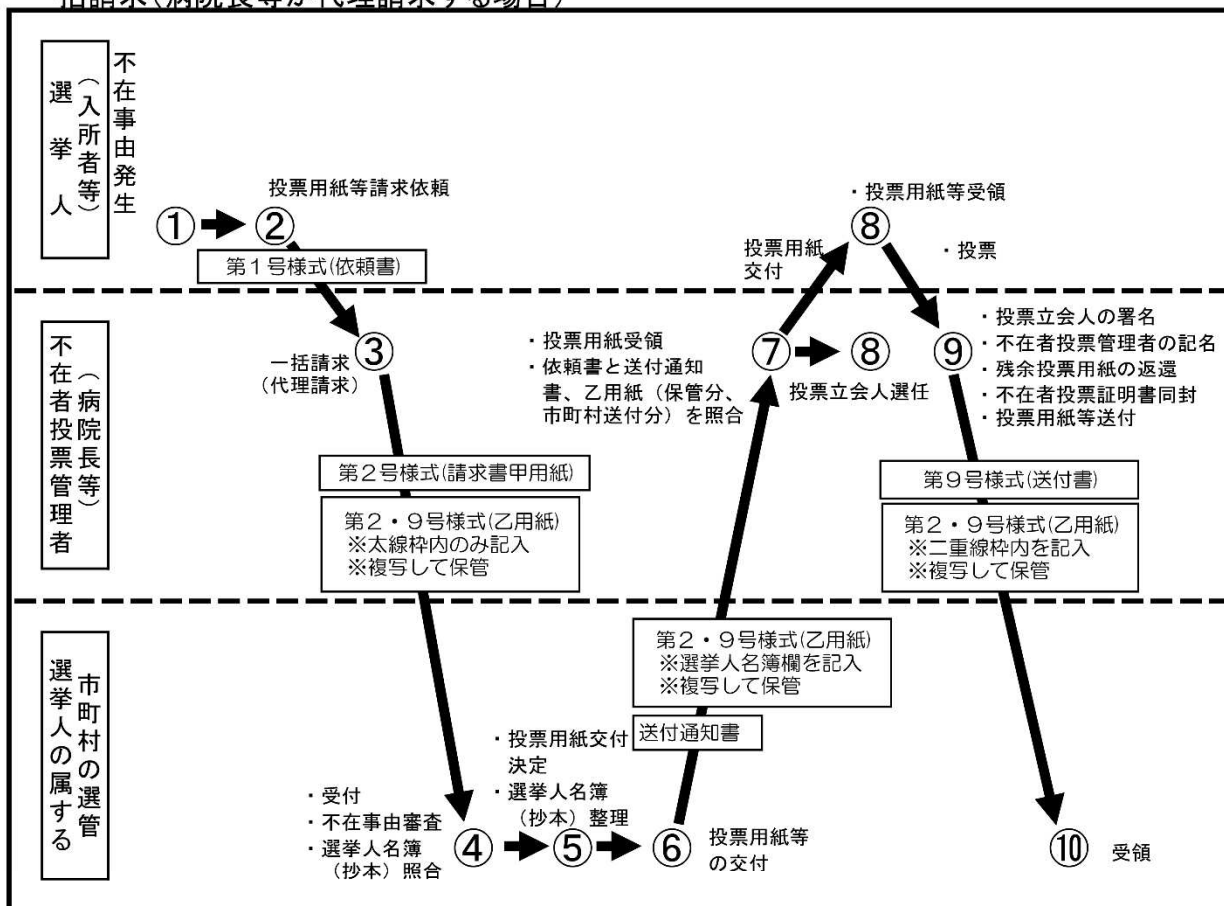 括請求(病院長等が代理請求する場合)
選挙人
(入所者等)
不在事由発生
① ②
投票用紙等請求依頼
第1号様式(依頼書)
・投票用紙等受領
⑧
投票用紙
交付
・投票
不在者投票管理者
(病院長等)
③
一括請求
(代理請求)
第2号様式(請求書甲用紙)
第2・9号様式(乙用紙)
※太線枠内のみ記入
※複写して保管
・投票用紙受領
・依頼書と送付通知
書、乙用紙(保管分、
市町村送付分)を照合
⑦ ⑧
投票立会人選任
⑨
・投票立会人の署名
・不在者投票管理者の記名
・残余投票用紙の返還
・不在者投票証明書同封
・投票用紙等送付
第9号様式(送付書)
第2・9号様式(乙用紙)
※二重線枠内を記入
※複写して保管
選挙人の属する
市町村の選管
・受付
・不在事由審査
・選挙人名簿
(抄本)照合
④ ⑤ ⑥
・投票用紙交付
決定
・選挙人名簿
(抄本)整理
投票用紙等
の交付
第2・9号様式(乙用紙)
※選挙人名簿欄を記入
※複写して保管
送付通知書
⑩ 受領